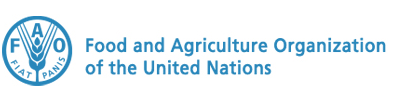 FAO
FIAT PANIS
Food and Agriculture Organization
of the United Nations